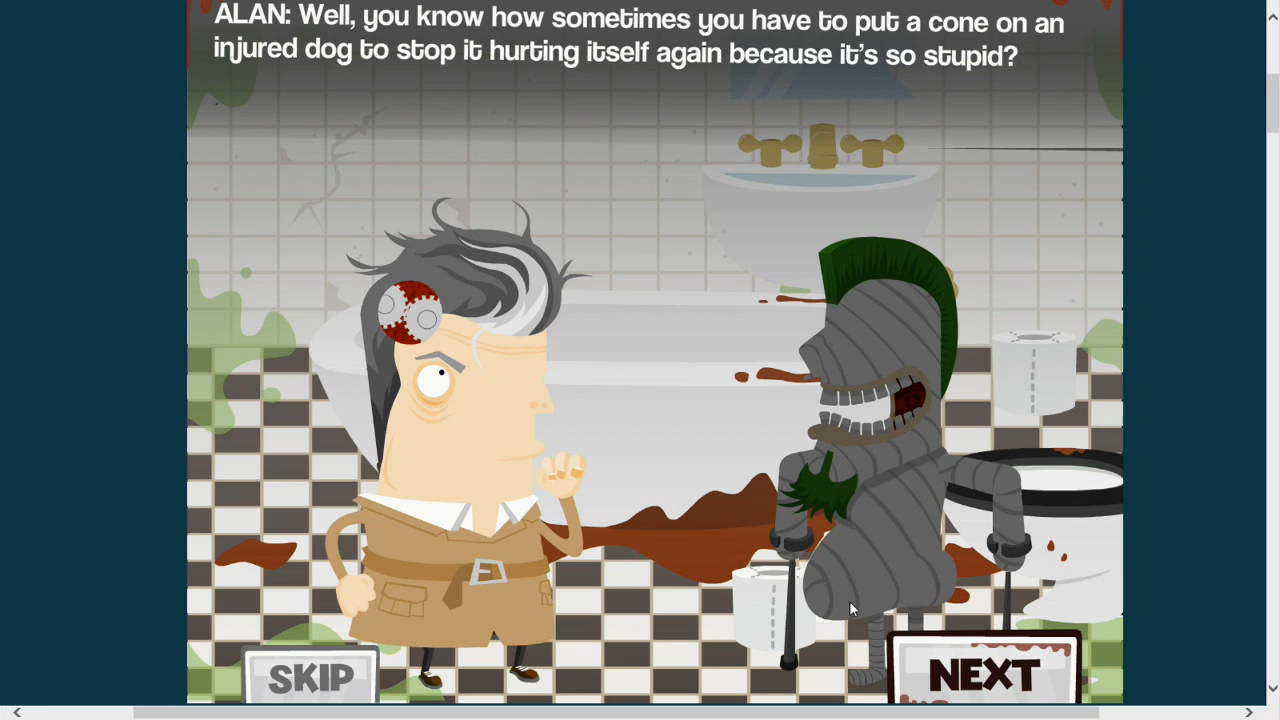 ALAN: Well, you know how sometimes you have to put a cone on an
injured dog to stop it hurting itself again because it's so stupid?
SKIP
NEXT